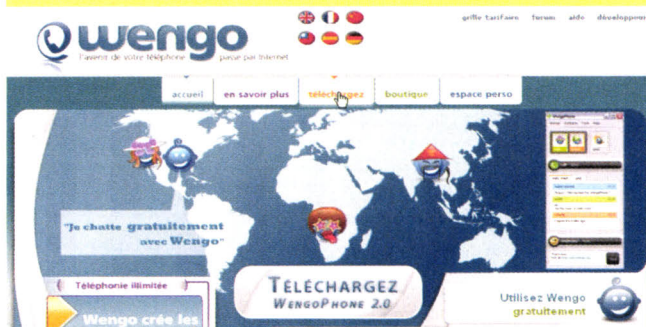 wengo
l'avenir de votre téléphone passe par Internet
grille tarifaire forum aide développeur
accueil en savoir plus téléchargez boutique espace perso
"Je chatte gratuitement
avec Wengo"
Téléphonie illimitée
Wengo crée les
TÉLÉCHARGEZ
WENGOPHONE 2.0
Utilisez Wengo
gratuitement